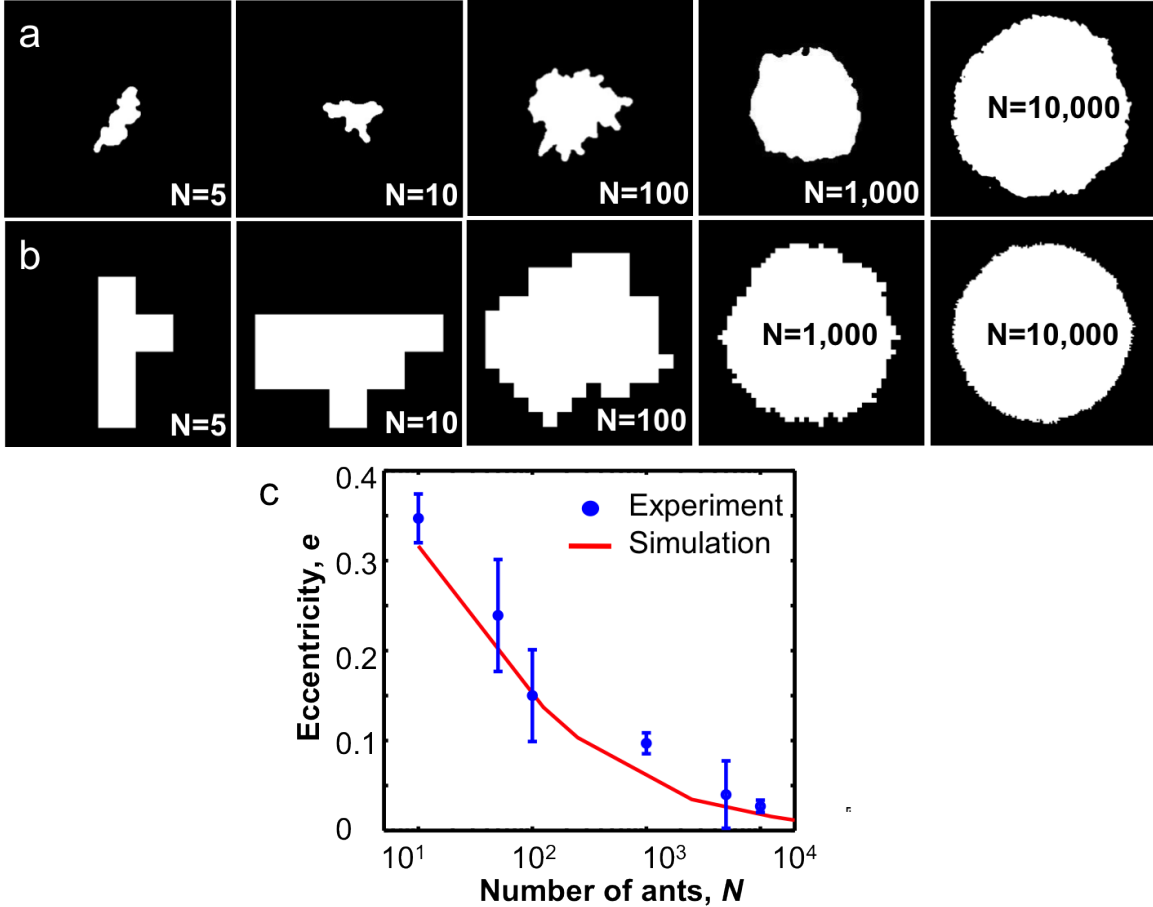 a
N=5
N=10
N=100
N=1,000
N=10,000
b
N=5
N=10
N=100
N=1,000
N=10,000
c
0.4
0.3
0.2
0.1
0
Eccentricity, e
Experiment
Simulation
10¹
10²
10³
10⁴
Number of ants, N